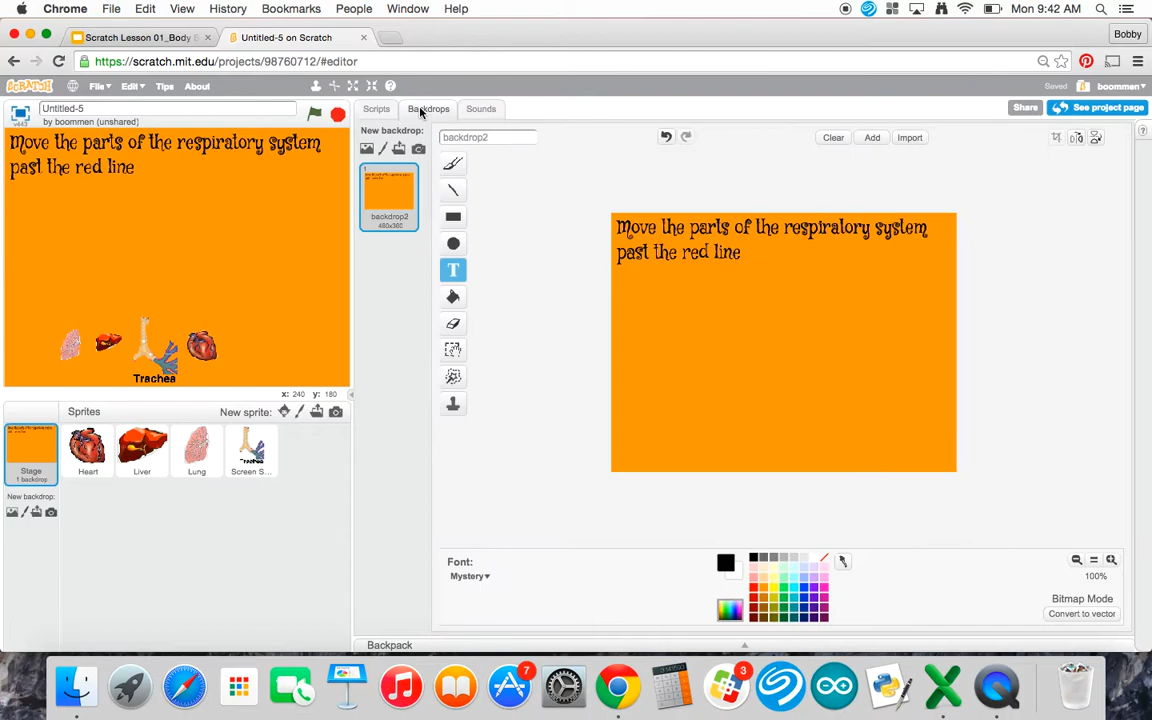 Chrome File Edit View History Bookmarks People Window Help Mon 9:42 AM
Scratch Lesson 01_Body S
Untitled-5 on Scratch
Bobby
https://scratch.mit.edu/projects/98760712/#editor
SCRATCH File Edit Tips About Saved boommen
v443
Untitled-5
by boommen (unshared)
Scripts Backdrops Sounds
Share
See project page
New backdrop:
backdrop2
Clear Add Import
Move the parts of the respiratory system
past the red line
1
backdrop2
480x360
T
Move the parts of the respiratory system
past the red line
Trachea
x: 240 y: 180
Sprites New sprite:
Stage
1 backdrop
Heart
Liver
Lung
Screen S...
New backdrop:
Font:
Mystery
100%
Bitmap Mode
Convert to vector
Backpack
7
3